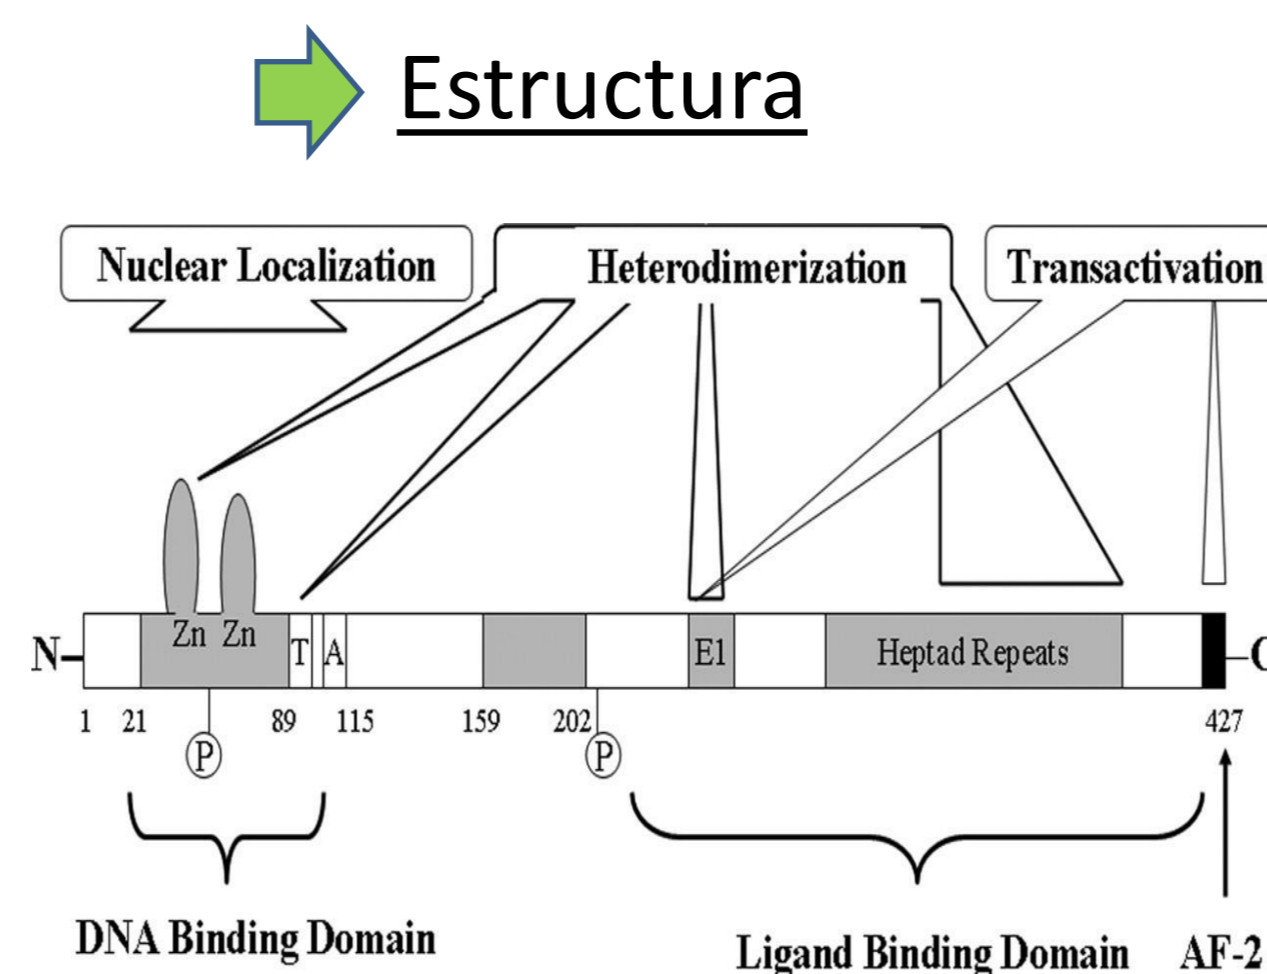 Estructura
Nuclear Localization
Heterodimerization
Transactivation
Zn Zn
N T A E1 Heptad Repeats C
1 21 89 115 159 202 427
P P
DNA Binding Domain
Ligand Binding Domain AF-2